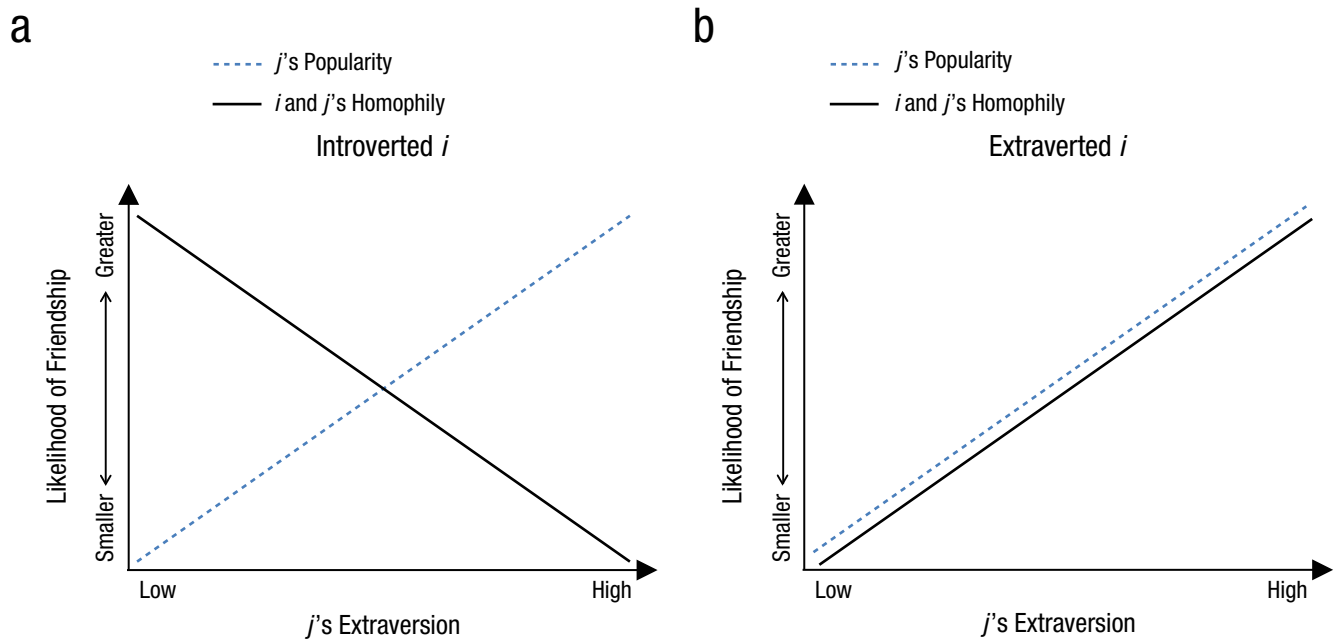 a
j's Popularity
i and j's Homophily
Introverted i
Likelihood of Friendship
Smaller
Greater
Low
High
j's Extraversion
b
j's Popularity
i and j's Homophily
Extraverted i
Likelihood of Friendship
Smaller
Greater
Low
High
j's Extraversion